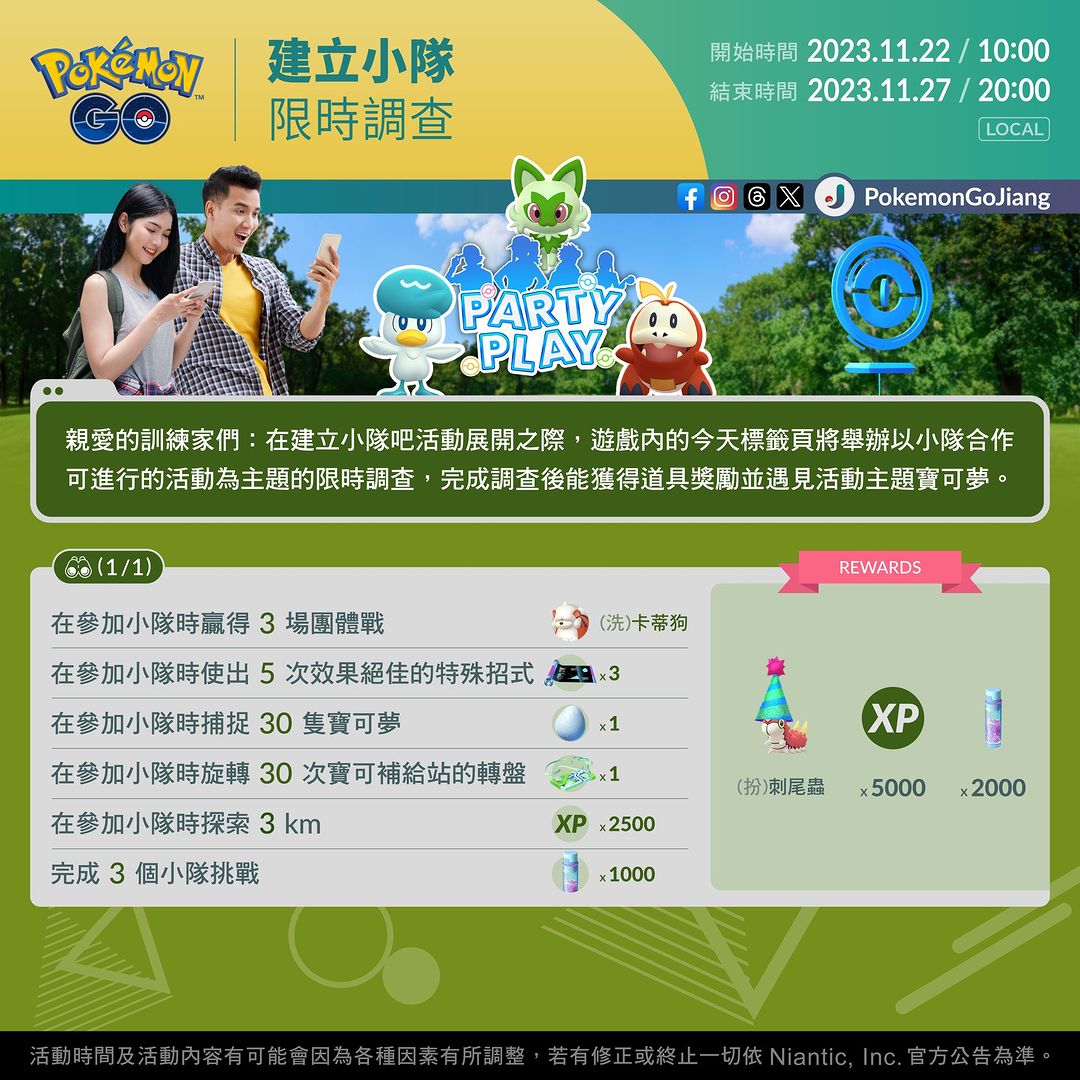 POKÉMON GO TM
建立小隊
限時調查
開始時間 2023.11.22 / 10:00
結束時間 2023.11.27 / 20:00
LOCAL
PokemonGoJiang
PARTY
PLAY
親愛的訓練家們：在建立小隊吧活動展開之際，遊戲內的今天標籤頁將舉辦以小隊合作
可進行的活動為主題的限時調查，完成調查後能獲得道具獎勵並遇見活動主題寶可夢。
(1/1)
在參加小隊時贏得 3 場團體戰 (洗)卡蒂狗
在參加小隊時使出 5 次效果絕佳的特殊招式 x3
在參加小隊時捕捉 30 隻寶可夢 x1
在參加小隊時旋轉 30 次寶可補給站的轉盤 x1
在參加小隊時探索 3 km XP x2500
完成 3 個小隊挑戰 x1000
REWARDS
XP
(扮)刺尾蟲 x5000 x2000
活動時間及活動內容有可能會因為各種因素有所調整，若有修正或終止一切依 Niantic, Inc. 官方公告為準。